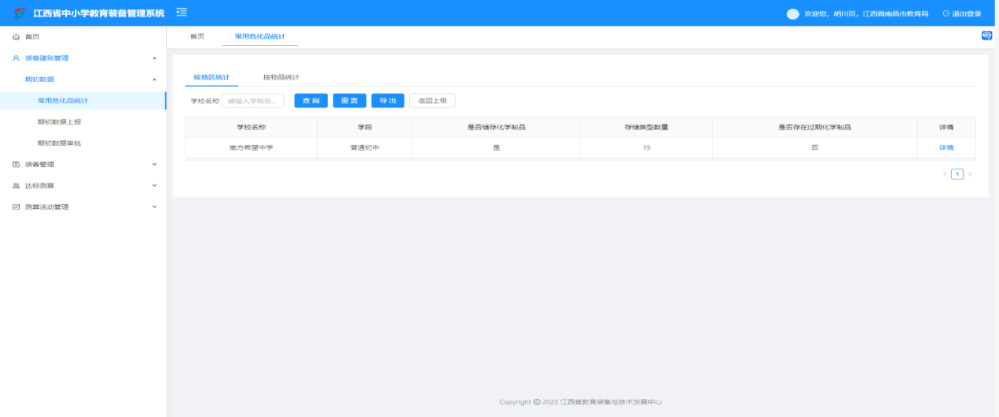 江西省中小学教育装备管理系统
欢迎您，胡川页，江西省南昌市教育局 退出登录
首页
装备建账管理
期初数据
常用危化品统计
期初数据上报
期初数据审批
装备管理
达标测算
测算活动管理
首页 常用危化品统计
按地区统计 按物品统计
学校名称 请输入学校名... 查询 重置 导出 返回上级
学校名称 学段 是否储存化学制品 存储类型数量 是否存在过期化学制品 详情
南方希望中学 普通初中 是 19 否 详情
< 1 >
Copyright © 2023 江西省教育装备与技术发展中心